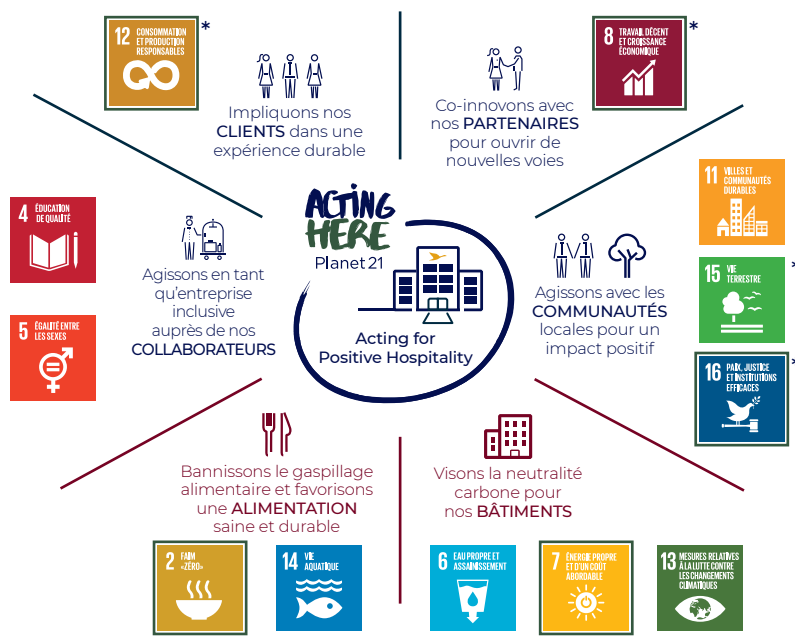 12 CONSOMMATION
ET PRODUCTION
RESPONSABLES
*
Impliquons nos
CLIENTS dans une
expérience durable
8 TRAVAIL DÉCENT
ET CROISSANCE
ÉCONOMIQUE
*
Co-innovons avec
nos PARTENAIRES
pour ouvrir de
nouvelles voies
4 ÉDUCATION
DE QUALITÉ
5 ÉGALITÉ ENTRE
LES SEXES
Agissons en tant
qu'entreprise
inclusive
auprès de nos
COLLABORATEURS
ACTING
HERE
Planet 21
Acting for
Positive Hospitality
Agissons avec les
COMMUNAUTÉS
locales pour un
impact positif
11 VILLES ET
COMMUNAUTÉS
DURABLES
15 VIE
TERRESTRE
*
16 PAIX, JUSTICE
ET INSTITUTIONS
EFFICACES
*
Bannissons le gaspillage
alimentaire et favorisons
une ALIMENTATION
saine et durable
2 FAIM
«ZÉRO»
14 VIE
AQUATIQUE
Visons la neutralité
carbone pour
nos BÂTIMENTS
6 EAU PROPRE ET
ASSAINISSEMENT
7 ÉNERGIE PROPRE
ET D'UN COÛT
ABORDABLE
13 MESURES RELATIVES
À LA LUTTE CONTRE
LES CHANGEMENTS
CLIMATIQUES